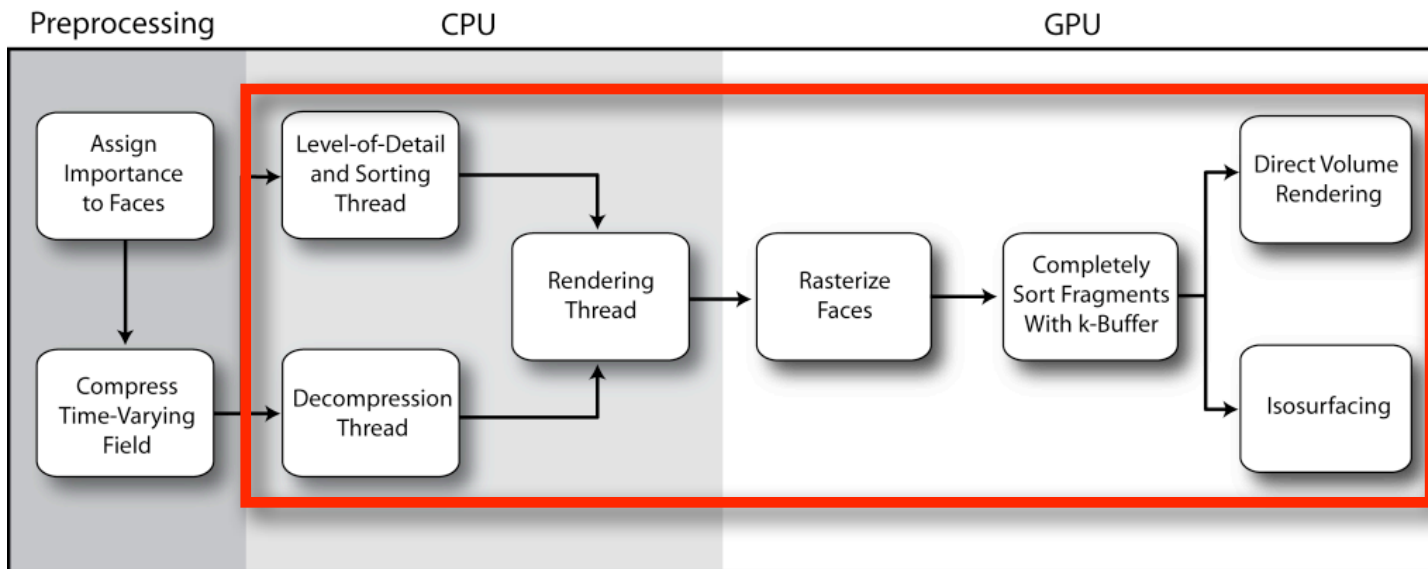 Preprocessing
CPU
GPU
Assign
Importance
to Faces
Compress
Time-Varying
Field
Level-of-Detail
and Sorting
Thread
Decompression
Thread
Rendering
Thread
Rasterize
Faces
Completely
Sort Fragments
With k-Buffer
Direct Volume
Rendering
Isosurfacing